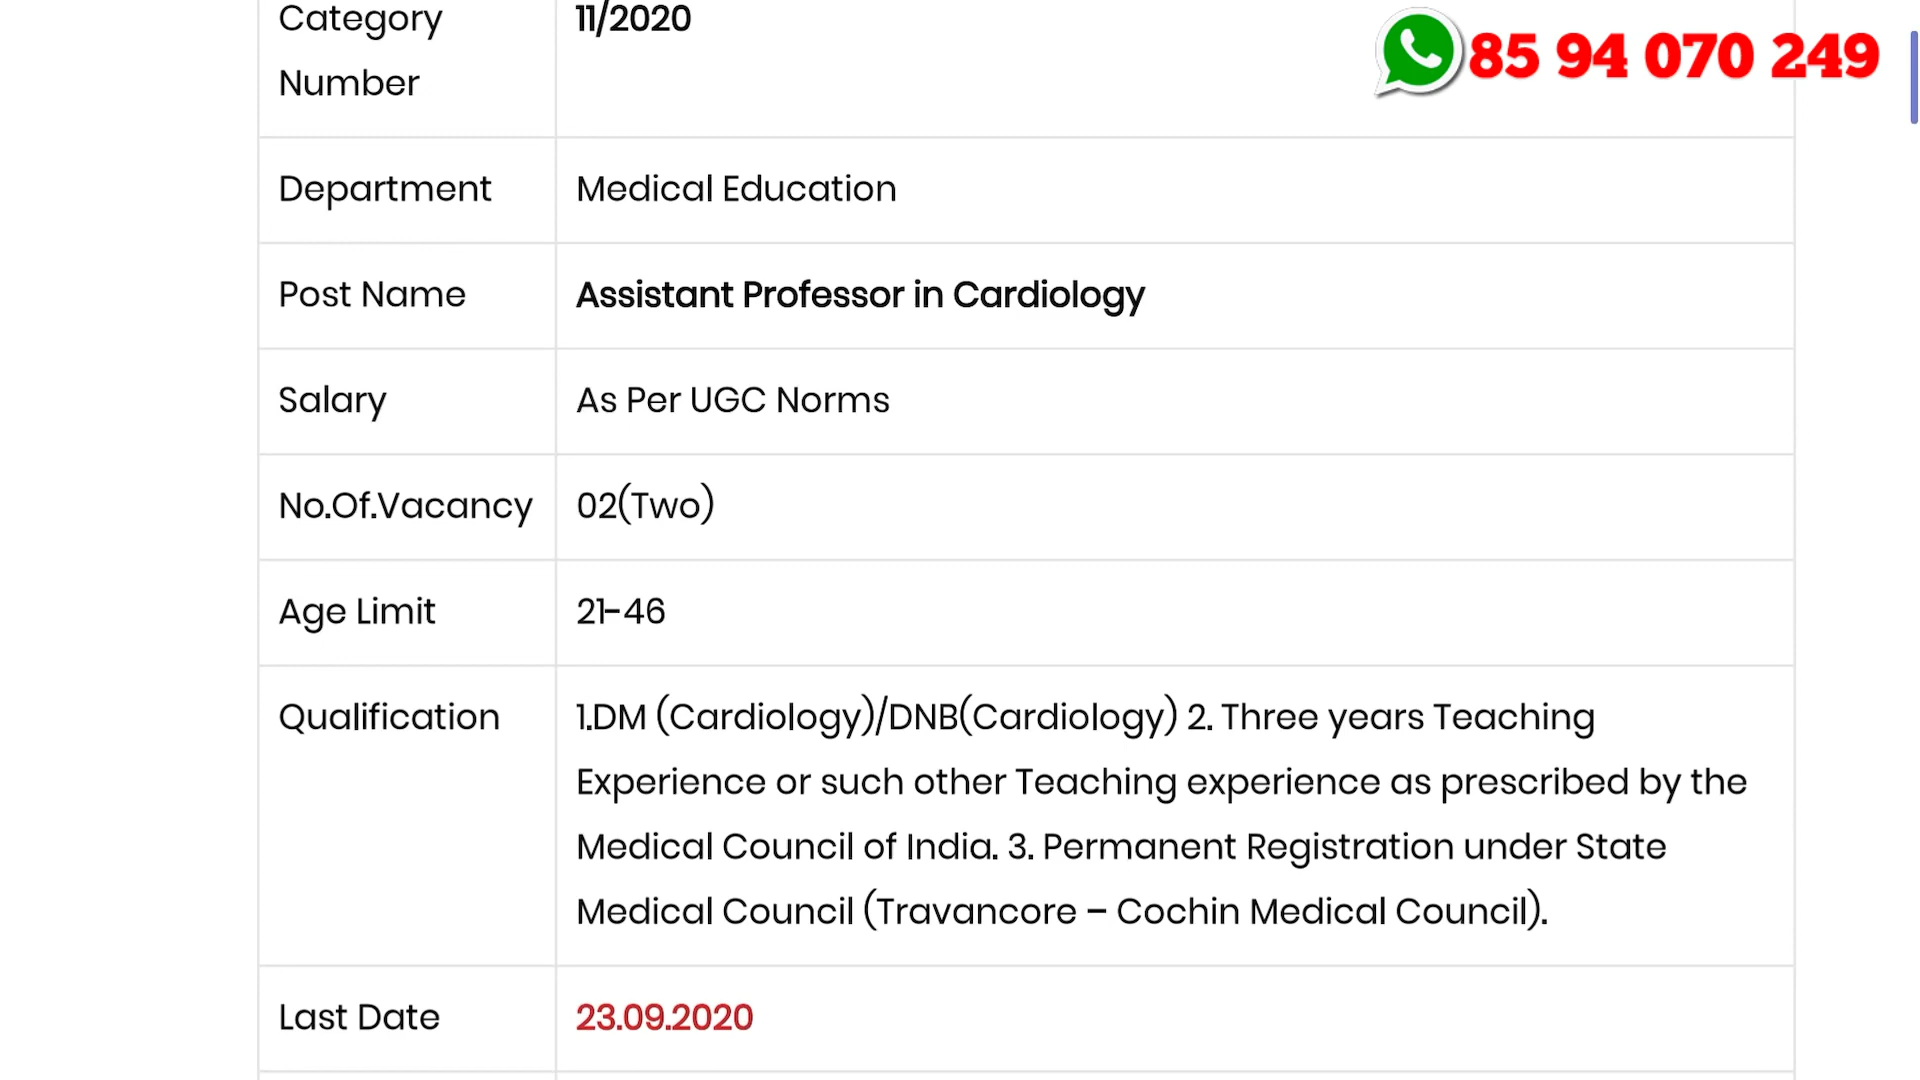 Category
Number
11/2020
85 94 070 249
Department
Medical Education
Post Name
Assistant Professor in Cardiology
Salary
As Per UGC Norms
No.Of.Vacancy
02(Two)
Age Limit
21-46
Qualification
1.DM (Cardiology)/DNB(Cardiology) 2. Three years Teaching
Experience or such other Teaching experience as prescribed by the
Medical Council of India. 3. Permanent Registration under State
Medical Council (Travancore – Cochin Medical Council).
Last Date
23.09.2020